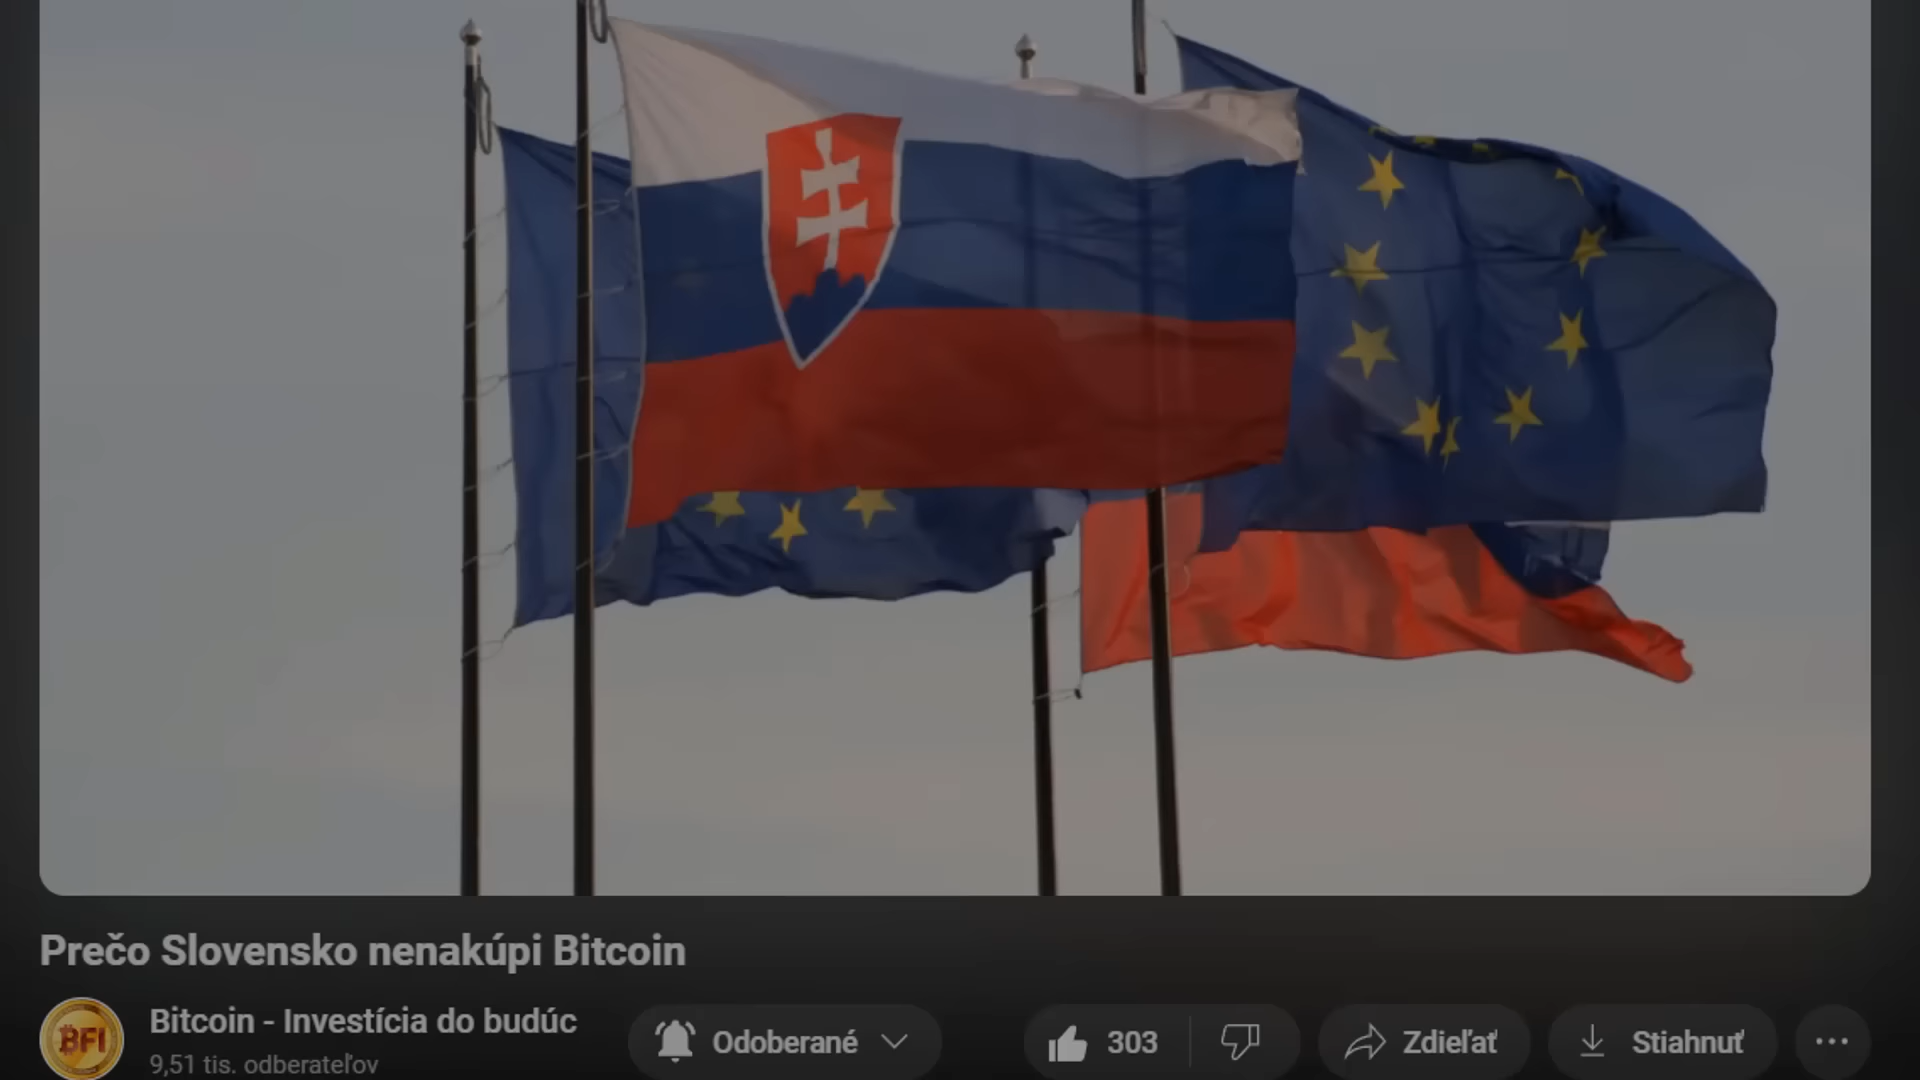 Prečo Slovensko nenakúpi Bitcoin
BFI
Bitcoin - Investícia do budúc
9,51 tis. odberateľov
Odoberané
303
Zdieľať
Stiahnuť